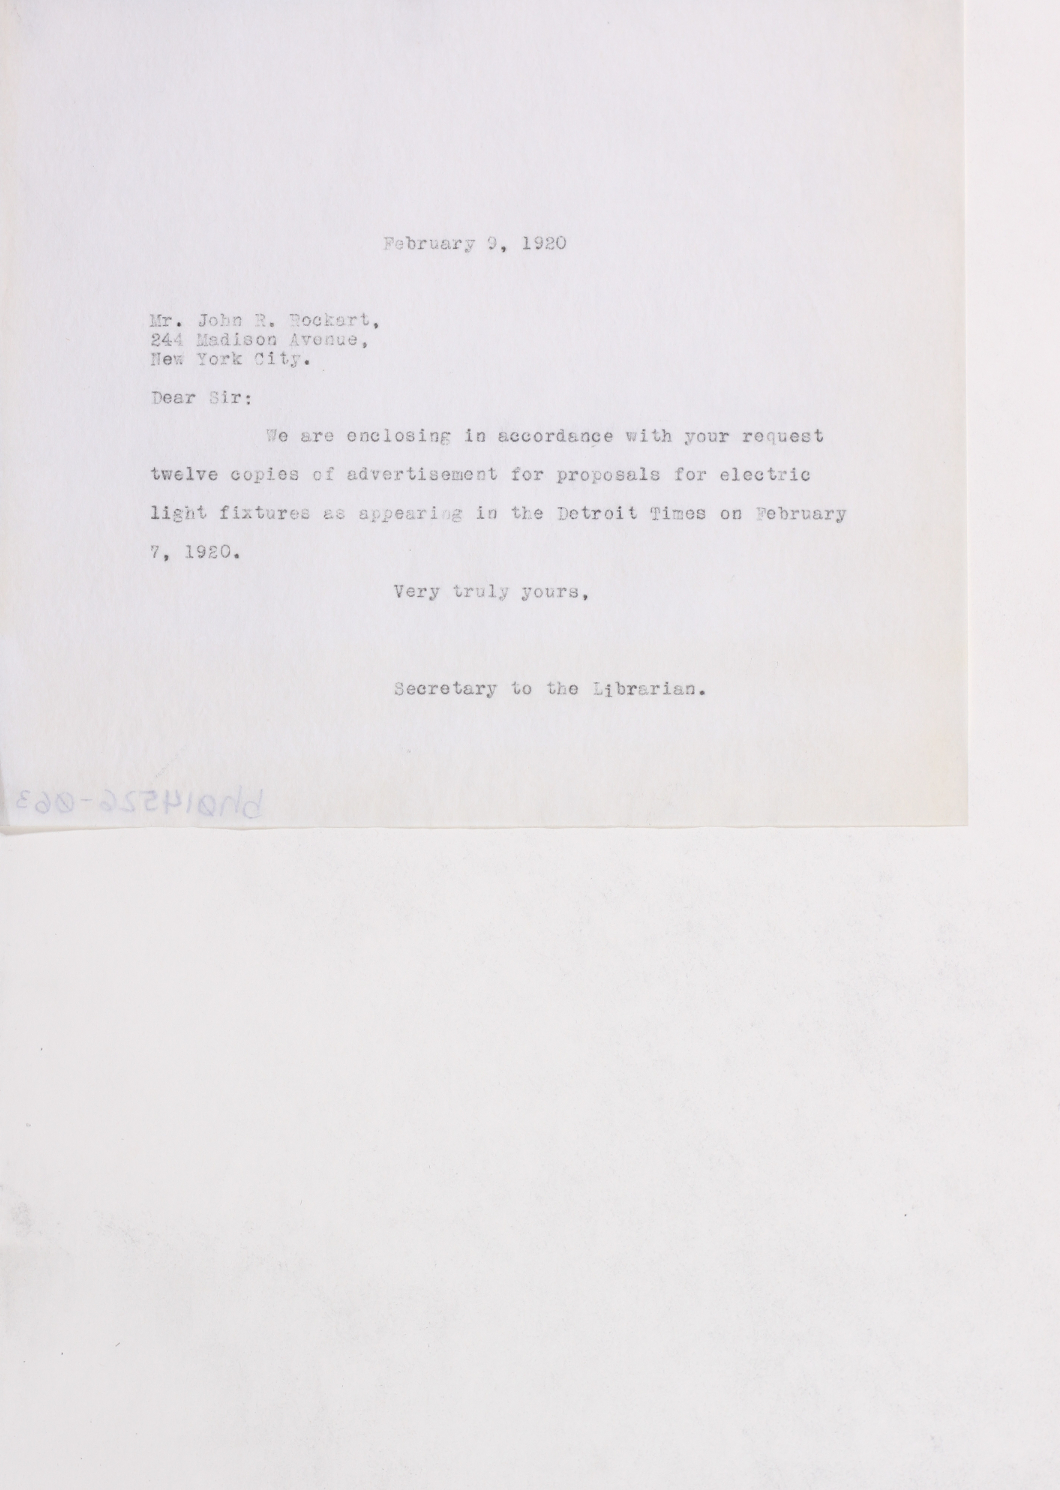 February 9, 1920
Mr. John R. Rockart,
244 Madison Avenue,
New York City.
Dear Sir:
We are enclosing in accordance with your request
twelve copies of advertisement for proposals for electric
light fixtures as appearing in the Detroit Times on February
7, 1920.
Very truly yours,
Secretary to the Librarian.
bh014526-063